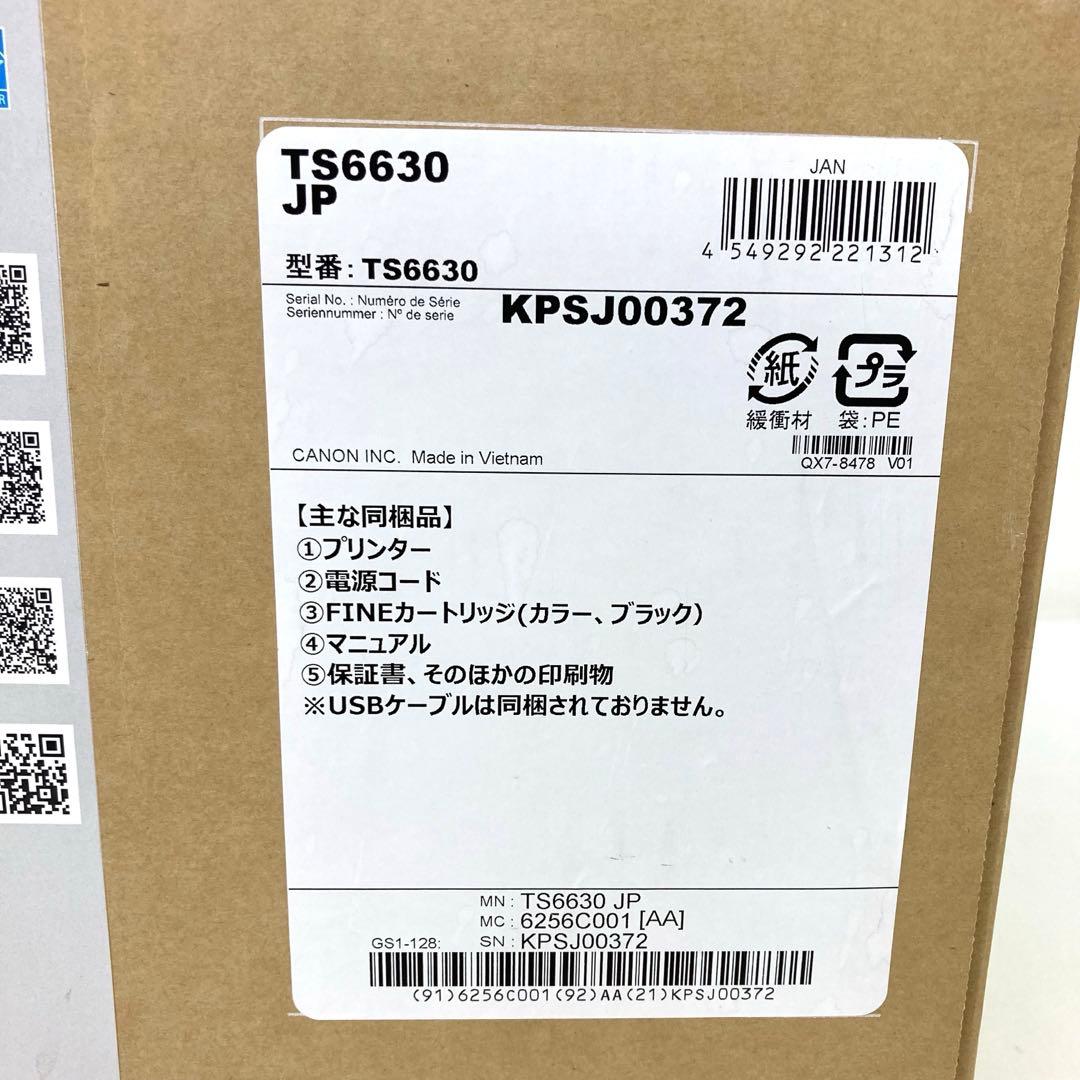 TS6630
JP
JAN
4 549292 221312
型番: TS6630
Serial No. : Numéro de Série
Seriennummer : Nº de serie
KPSJ00372
紙
プラ
緩衝材 袋:PE
CANON INC. Made in Vietnam
QX7-8478 V01
【主な同梱品】
①プリンター
②電源コード
③FINEカートリッジ(カラー、ブラック)
④マニュアル
⑤保証書、そのほかの印刷物
※USBケーブルは同梱されておりません。
MN : TS6630 JP
MC : 6256C001 [AA]
GS1-128: SN : KPSJ00372
(91)6256C001(92)AA(21)KPSJ00372